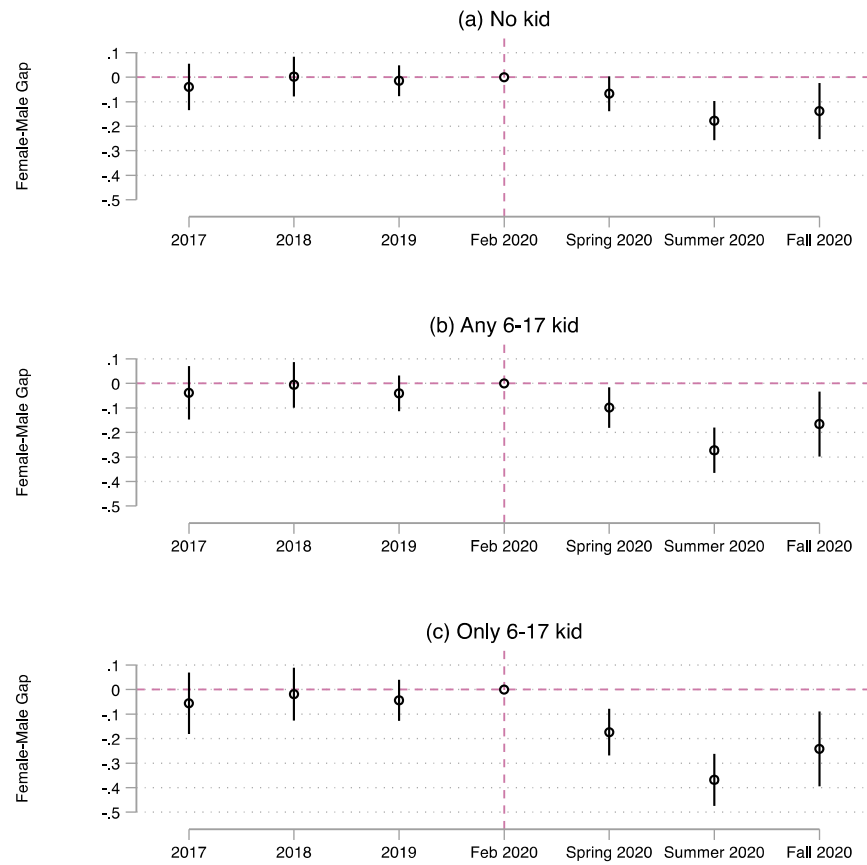 (a) No kid
Female-Male Gap
.1
0
-.1
-.2
-.3
-.4
-.5
2017 2018 2019 Feb 2020 Spring 2020 Summer 2020 Fall 2020
(b) Any 6-17 kid
Female-Male Gap
.1
0
-.1
-.2
-.3
-.4
-.5
2017 2018 2019 Feb 2020 Spring 2020 Summer 2020 Fall 2020
(c) Only 6-17 kid
Female-Male Gap
.1
0
-.1
-.2
-.3
-.4
-.5
2017 2018 2019 Feb 2020 Spring 2020 Summer 2020 Fall 2020